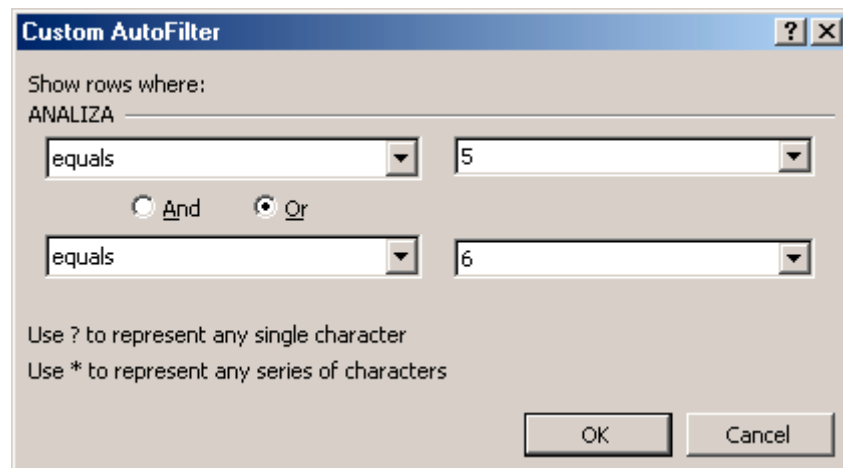 Custom AutoFilter
Show rows where:
ANALIZA
equals 5
And Or
equals 6
Use ? to represent any single character
Use * to represent any series of characters
OK Cancel